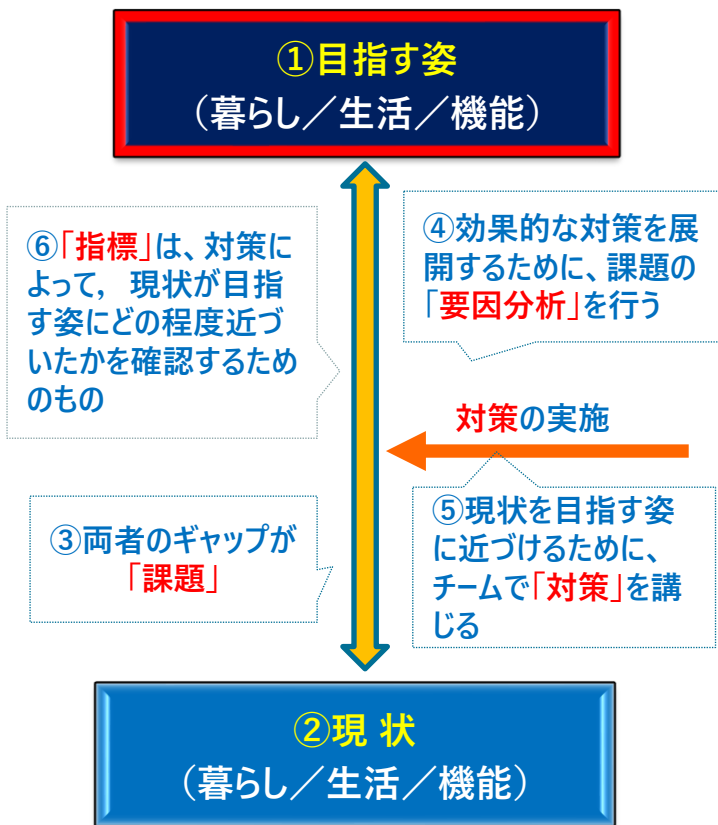 ①目指す姿
（暮らし／生活／機能）
⑥「指標」は、対策に
よって， 現状が目指
す姿にどの程度近づ
いたかを確認するため
のもの
④効果的な対策を展
開するために、課題の
「要因分析」を行う
対策の実施
③両者のギャップが
「課題」
⑤現状を目指す姿
に近づけるために、
チームで「対策」を講
じる
②現 状
（暮らし／生活／機能）